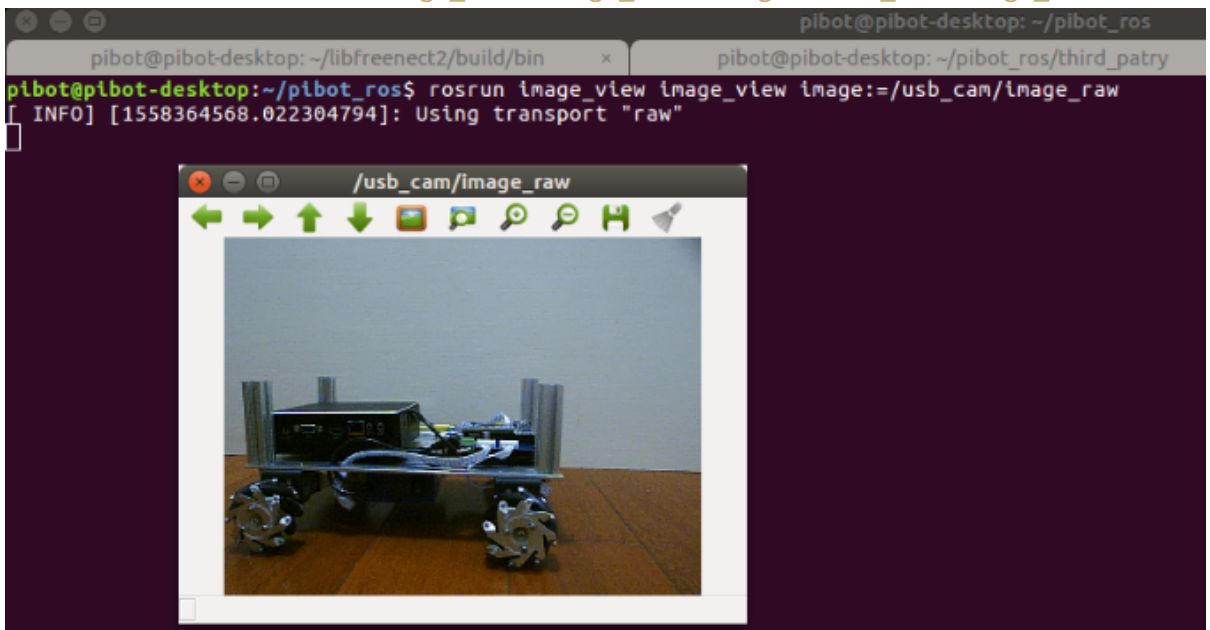 pibot@pibot-desktop: ~/pibot_ros
pibot@pibot-desktop: ~/libfreenect2/build/bin ×
pibot@pibot-desktop: ~/pibot_ros/third_patry
pibot@pibot-desktop:~/pibot_ros$ rosrun image_view image_view image:=/usb_cam/image_raw
[ INFO] [1558364568.022304794]: Using transport "raw"
/usb_cam/image_raw